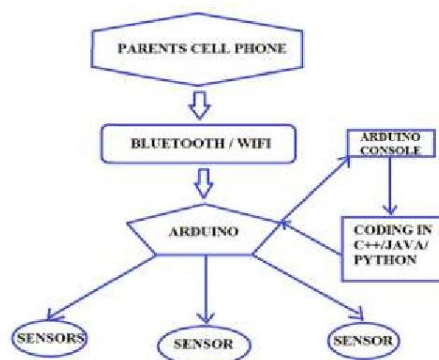 PARENTS CELL PHONE
BLUETOOTH / WIFI
ARDUINO
CONSOLE
ARDUINO
CODING IN
C++/JAVA/
PYTHON
SENSORS
SENSOR
SENSOR